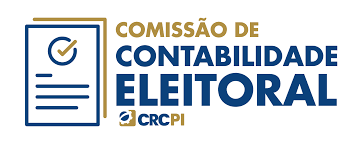 COMISSÃO DE
CONTABILIDADE
ELEITORAL
CRCPI